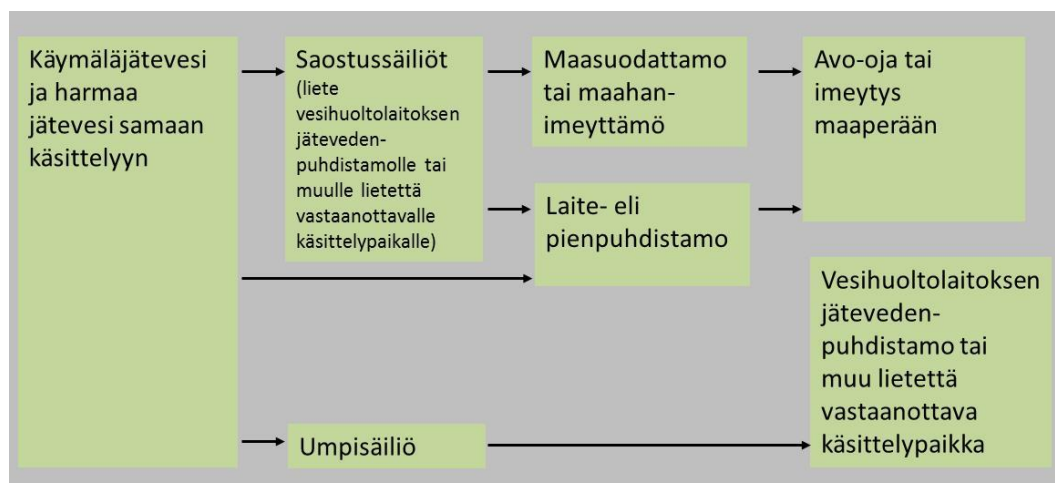 Käymäläjätevesi
ja harmaa
jätevesi samaan
käsittelyyn
Saostussäiliöt
(liete
vesihuoltolaitoksen
jäteveden-
puhdistamolle tai
muulle lietettä
vastaanottavalle
käsittelypaikalle)
Maasuodattamo
tai maahan-
imeyttämö
Avo-oja tai
imeytys
maaperään
Laite- eli
pienpuhdistamo
Vesihuoltolaitoksen
jäteveden-
puhdistamo tai
muu lietettä
vastaanottava
käsittelypaikka
Umpisäiliö